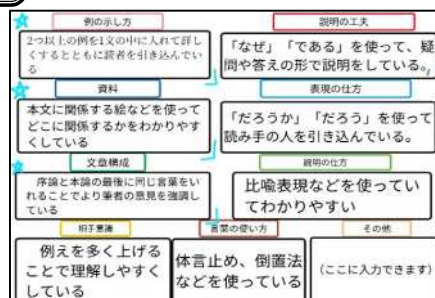 例の示し方
2つ以上の例を1文の中に入れて詳し
くするとともに読者を引き込んでい
る
説明の工夫
「なぜ」「である」を使って、疑
問や答えの形で説明をしている。
資料
本文に関係する絵などを使って
どこに関係するかをわかりやす
くしている
表現の仕方
「だろうか」「だろう」を使って
読み手の人を引き込んでいる。
文章構成
序論と本論の最後に同じ言葉をい
れることでより筆者の意見を強調し
ている
説明の仕方
比喩表現などを使ってい
てわかりやすい
相手意識
例えを多く上げる
ことで理解しやすく
している
言葉の使い方
体言止め、倒置法
などを使っている
その他
(ここに入力できます)